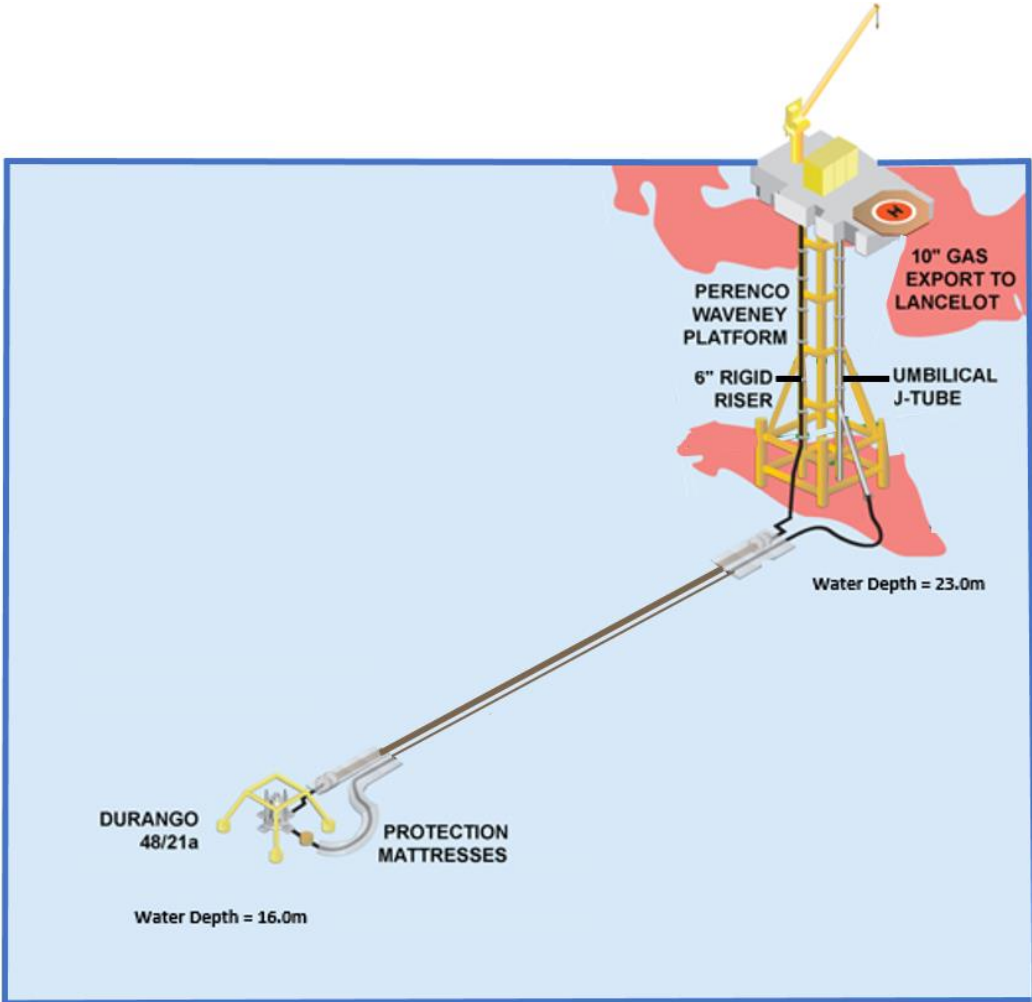 H
10" GAS
EXPORT TO
LANCELOT
PERENCO
WAVENEY
PLATFORM
6" RIGID
RISER
UMBILICAL
J-TUBE
Water Depth = 23.0m
DURANGO
48/21a
PROTECTION
MATTRESSES
Water Depth = 16.0m